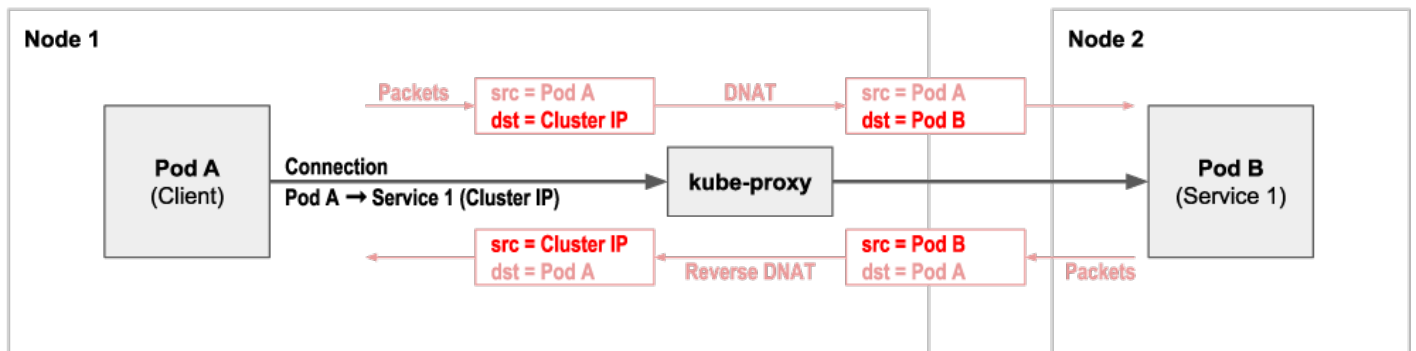 Node 1
Node 2
Packets
src = Pod A
dst = Cluster IP
DNAT
src = Pod A
dst = Pod B
Pod A
(Client)
Connection
Pod A → Service 1 (Cluster IP)
kube-proxy
Pod B
(Service 1)
src = Cluster IP
dst = Pod A
Reverse DNAT
src = Pod B
dst = Pod A
Packets